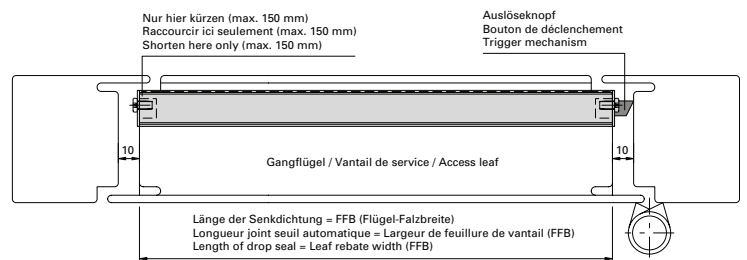 Nur hier kürzen (max. 150 mm)
Raccourcir ici seulement (max. 150 mm)
Shorten here only (max. 150 mm)
Auslöseknopf
Bouton de déclenchement
Trigger mechanism
10
Gangflügel / Vantail de service / Access leaf
10
Länge der Senkdichtung = FFB (Flügel-Falzbreite)
Longueur joint seuil automatique = Largeur de feuillure de vantail (FFB)
Length of drop seal = Leaf rebate width (FFB)